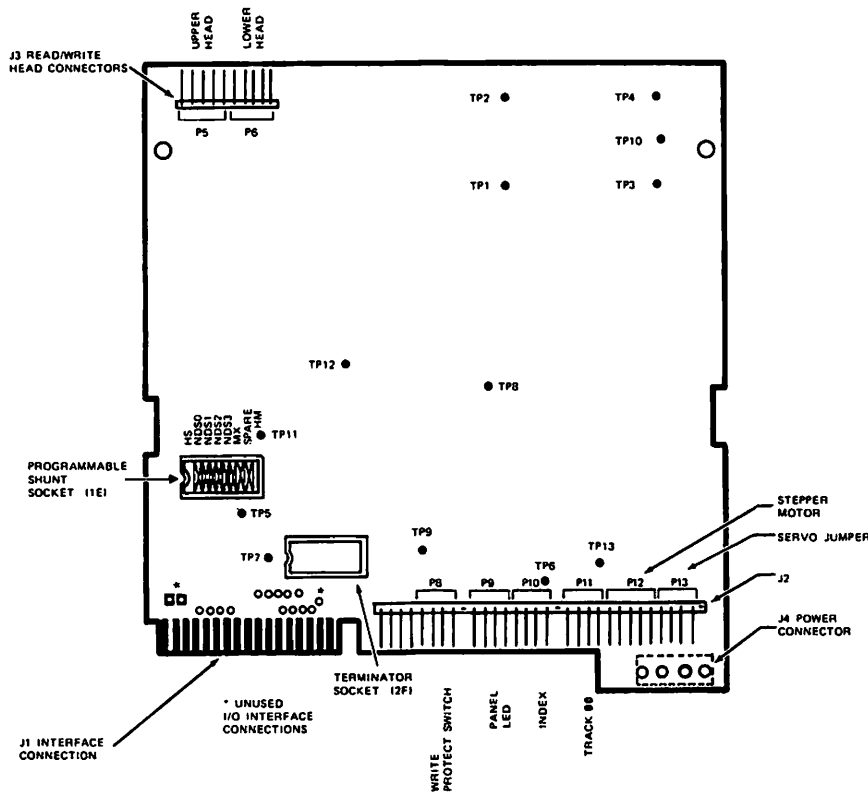 UPPER
HEAD
LOWER
HEAD
J3 READ/WRITE
HEAD CONNECTORS
P5
P6
TP2
TP4
TP10
TP1
TP3
TP12
TP8
HS
NDS0
NDS1
NDS2
NDS3
MX
SPARE
HM
TP11
PROGRAMMABLE
SHUNT
SOCKET (1E)
TP5
TP7
TP9
TP6
TP13
STEPPER
MOTOR
SERVO JUMPER
P8
P9
P10
P11
P12
P13
J2
J4 POWER
CONNECTOR
*
*
TERMINATOR
SOCKET (2F)
* UNUSED
I/O INTERFACE
CONNECTIONS
J1 INTERFACE
CONNECTION
WRITE
PROTECT SWITCH
PANEL
LED
INDEX
TRACK 00